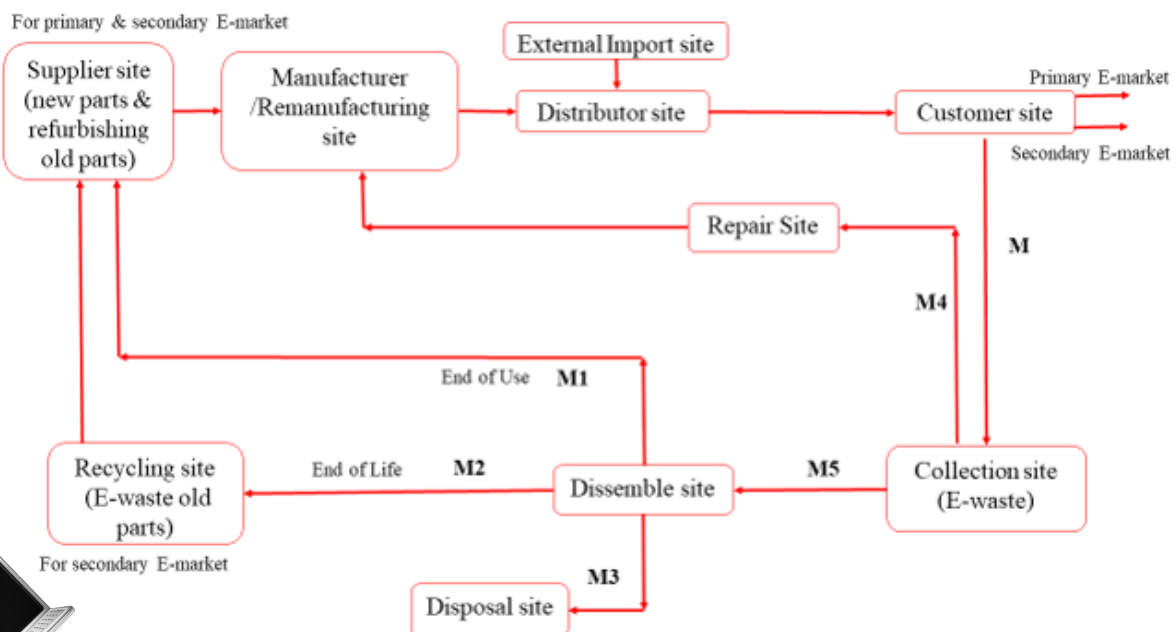 For primary & secondary E-market
Supplier site
(new parts &
refurbishing
old parts)
Manufacturer
/Remanufacturing
site
External Import site
Distributor site
Customer site
Primary E-market
Secondary E-market
Repair Site
M
M4
End of Use M1
Recycling site
(E-waste old
parts)
For secondary E-market
End of Life M2
Dissemble site
M5
Collection site
(E-waste)
M3
Disposal site